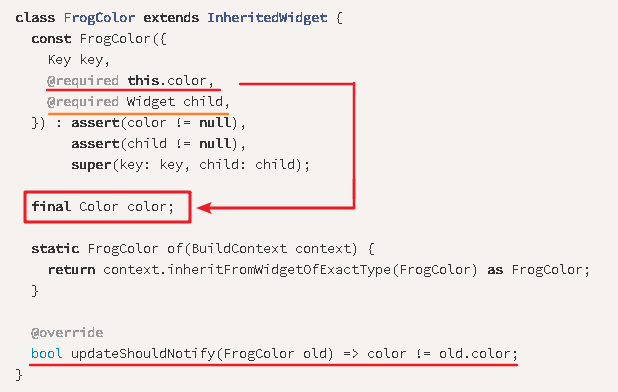 class FrogColor extends InheritedWidget {
  const FrogColor({
    Key key,
    @required this.color,
    @required Widget child,
  }) : assert(color != null),
       assert(child != null),
       super(key: key, child: child);
  final Color color;
  static FrogColor of(BuildContext context) {
    return context.inheritFromWidgetOfExactType(FrogColor) as FrogColor;
  }
  @override
  bool updateShouldNotify(FrogColor old) => color != old.color;
}